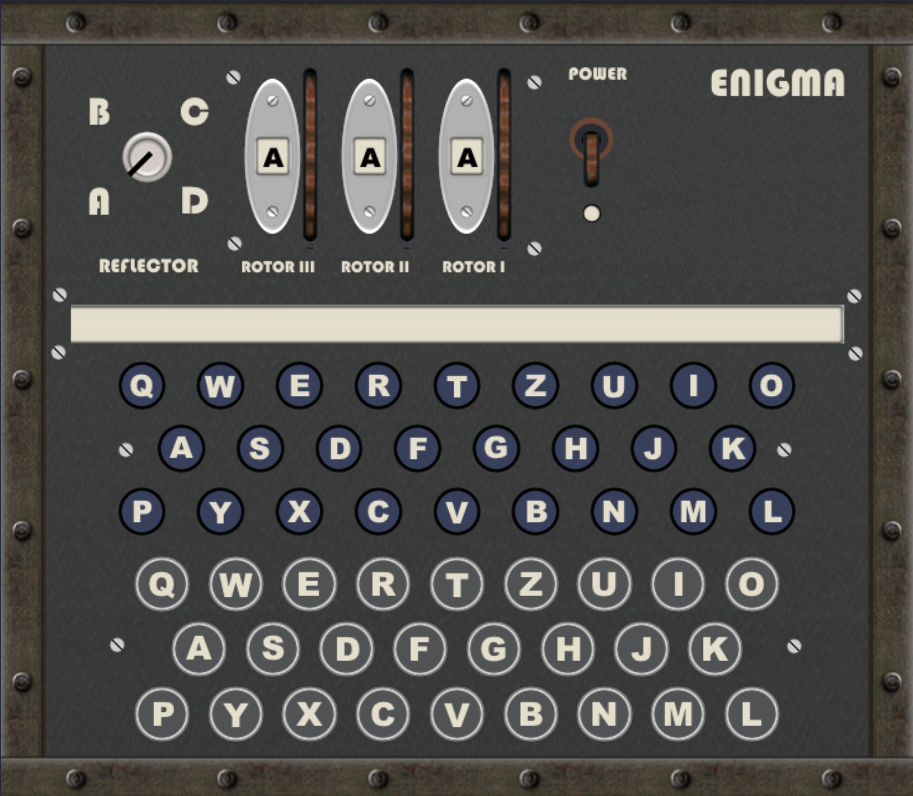 POWER
ENIGMA
B C
A A A
A D
REFLECTOR ROTOR III ROTOR II ROTOR I
Q W E R T Z U I O
A S D F G H J K
P Y X C V B N M L
Q W E R T Z U I O
A S D F G H J K
P Y X C V B N M L